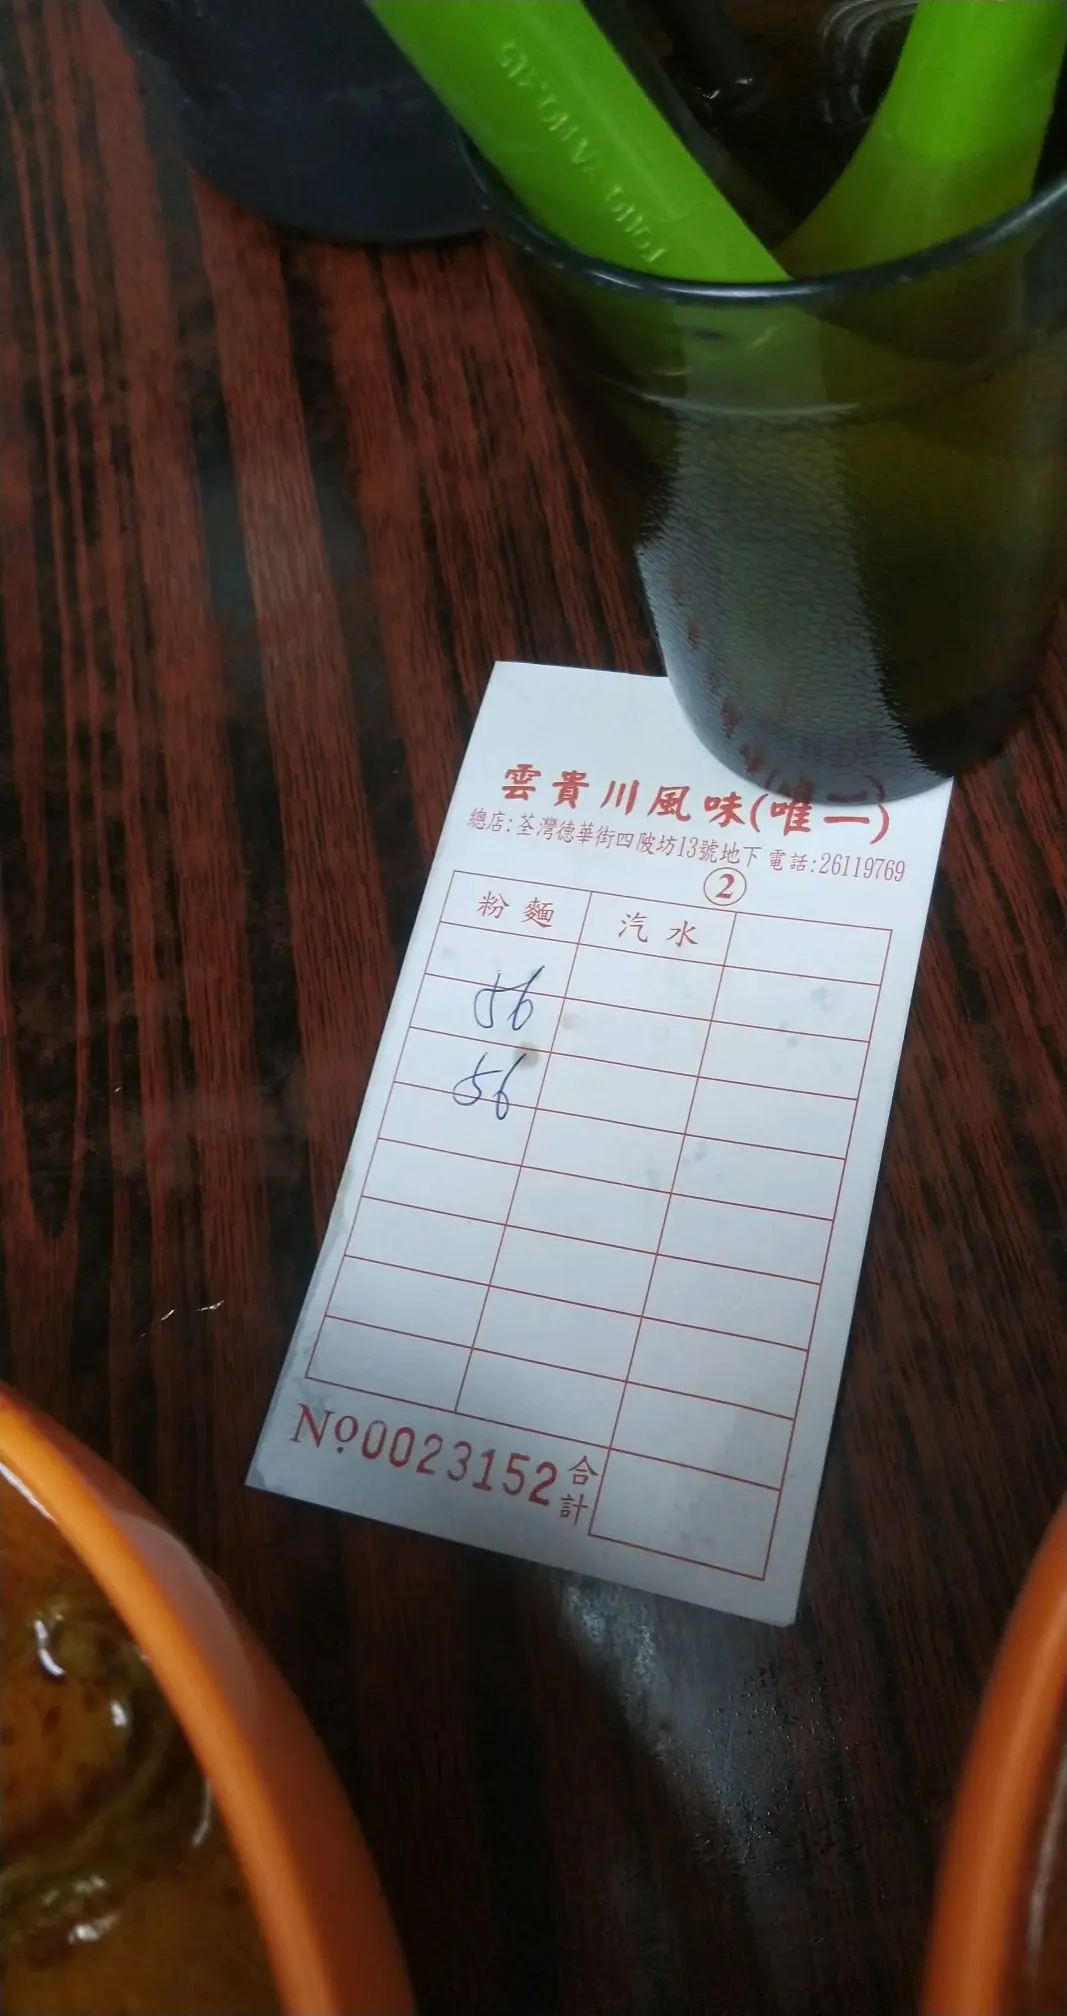 雲貴川風味(唯二)
總店:荃灣德華街四陂坊13號地下 電話:26119769
2
粉麵 汽水
56
56
No0023152 合計